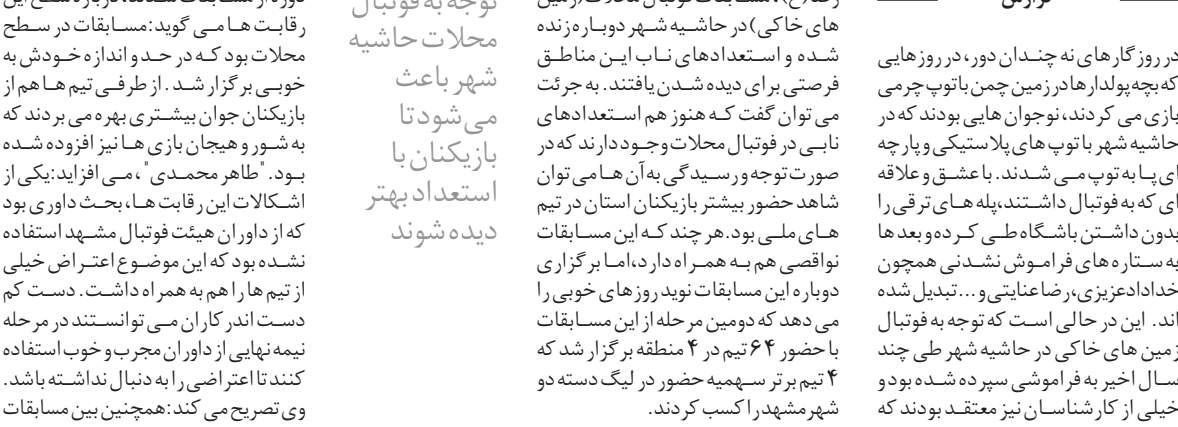 در روزگارهای نه چندان دور، در روزهایی
که بچه پولدارها در زمین چمن با توپ چرمی
بازی می کردند، نوجوان هایی بودند که در
حاشیه شهر با توپ های پلاستیکی و پارچه
ای پا به توپ می شدند. با عشق و علاقه
ای که به فوتبال داشتند، پله های ترقی را
بدون داشتن باشگاه طی کرده و بعدها
به ستاره های فراموش نشدنی همچون
خداداد عزیزی، رضا عنایتی و... تبدیل شده
اند. این در حالی است که توجه به فوتبال
زمین های خاکی در حاشیه شهر طی چند
سال اخیر به فراموشی سپرده شده بود و
خیلی از کارشناسان نیز معتقد بودند که
های خاکی) در حاشیه شهر دوباره زنده
شده و استعدادهای ناب این مناطق
فرصتی برای دیده شدن یافتند. به جرئت
می توان گفت که هنوز هم استعدادهای
نابی در فوتبال محلات وجود دارند که در
صورت توجه و رسیدگی به آن ها می توان
شاهد حضور بیشتر بازیکنان استان در تیم
های ملی بود. هر چند که این مسابقات
نواقصی هم به همراه دارد، اما برگزاری
دوباره این مسابقات نوید روزهای خوبی را
می دهد که دومین مرحله از این مسابقات
با حضور ۶۴ تیم در ۴ منطقه برگزار شد که
۴ تیم برتر سهمیه حضور در لیگ دسته دو
شهر مشهد را کسب کردند.
توجه به فوتبال
محلات حاشیه
شهر باعث
می شود تا
بازیکنان با
استعداد بهتر
دیده شوند
رقابت ها می گوید: مسابقات در سطح
محلات بود که در حد و اندازه خودش به
خوبی برگزار شد. از طرفی تیم ها هم از
بازیکنان جوان بیشتری بهره می بردند که
به شور و هیجان بازی ها نیز افزوده شده
بود. "طاهر محمدی"، می افزاید: یکی از
اشکالات این رقابت ها، بحث داوری بود
که از داوران هیئت فوتبال مشهد استفاده
نشده بود که این موضوع اعتراض خیلی
از تیم ها را هم به همراه داشت. دست کم
دست اندرکاران می توانستند در مرحله
نیمه نهایی از داوران مجرب و خوب استفاده
کنند تا اعتراضی را به دنبال نداشته باشد.
وی تصریح می کند: همچنین بین مسابقات